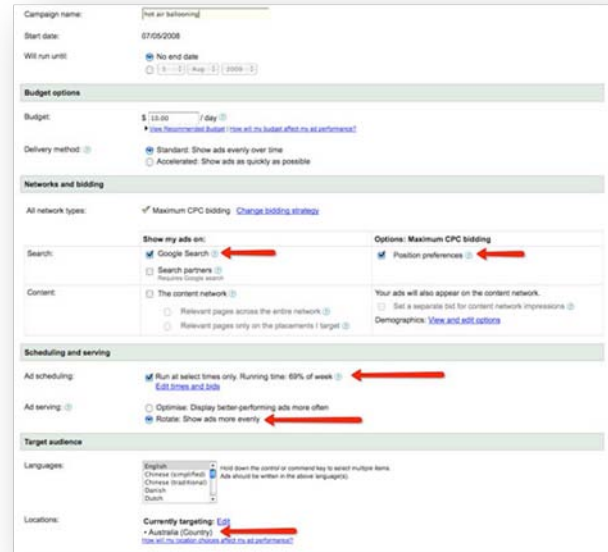 Campaign name: hot air ballooning
Start date: 07/05/2008
Will run until: No end date
5 Aug 2009
Budget options
Budget: $ 10.00 / day
View Recommended Budget | How will my budget affect my ad performance?
Delivery method: Standard: Show ads evenly over time
Accelerated: Show ads as quickly as possible
Networks and bidding
All network types: Maximum CPC bidding Change bidding strategy
Show my ads on: Options: Maximum CPC bidding
Search: Google Search Position preferences
Search partners
Requires Google search
Content: The content network Your ads will also appear on the content network.
Relevant pages across the entire network Set a separate bid for content network impressions
Relevant pages only on the placements I target Demographics: View and edit options
Scheduling and serving
Ad scheduling: Run at select times only. Running time: 69% of week
Edit times and bids
Ad serving: Optimise: Display better-performing ads more often
Rotate: Show ads more evenly
Target audience
Languages: English Hold down the control or command key to select multiple items.
Chinese (simplified) Ads should be written in the above language(s).
Chinese (traditional)
Danish
Dutch
Locations: Currently targeting: Edit
• Australia (Country)
How will my location choices affect my ad performance?